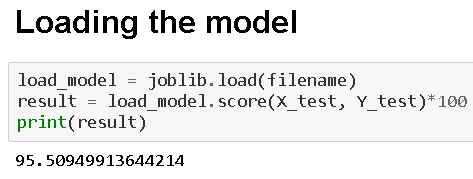 Loading the model
load_model = joblib.load(filename)
result = load_model.score(X_test, Y_test)*100
print(result)
95.50949913644214